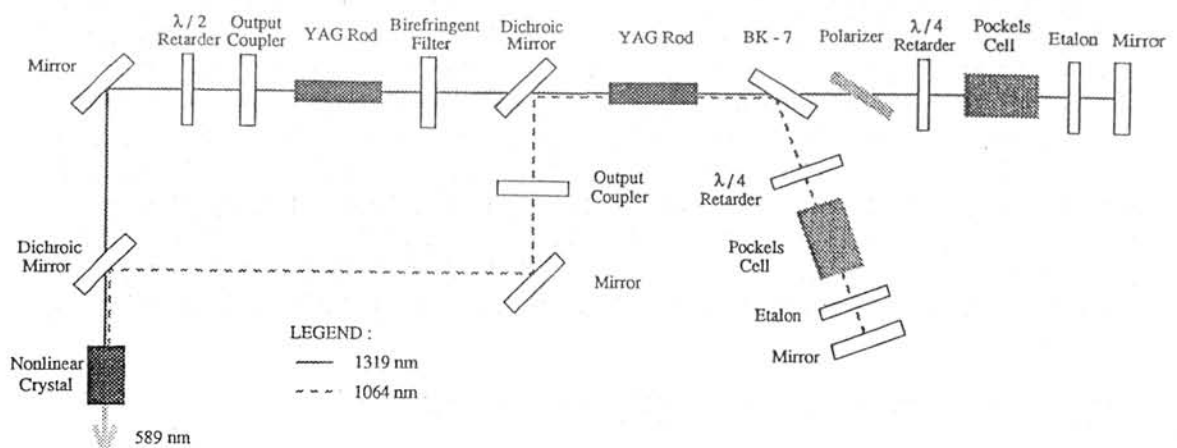 Mirror
λ / 2
Retarder
Output
Coupler
YAG Rod
Birefringent
Filter
Dichroic
Mirror
YAG Rod
BK - 7
Polarizer
λ / 4
Retarder
Pockels
Cell
Etalon
Mirror
Output
Coupler
λ / 4
Retarder
Pockels
Cell
Dichroic
Mirror
Mirror
Etalon
Mirror
LEGEND :
1319 nm
1064 nm
Nonlinear
Crystal
589 nm